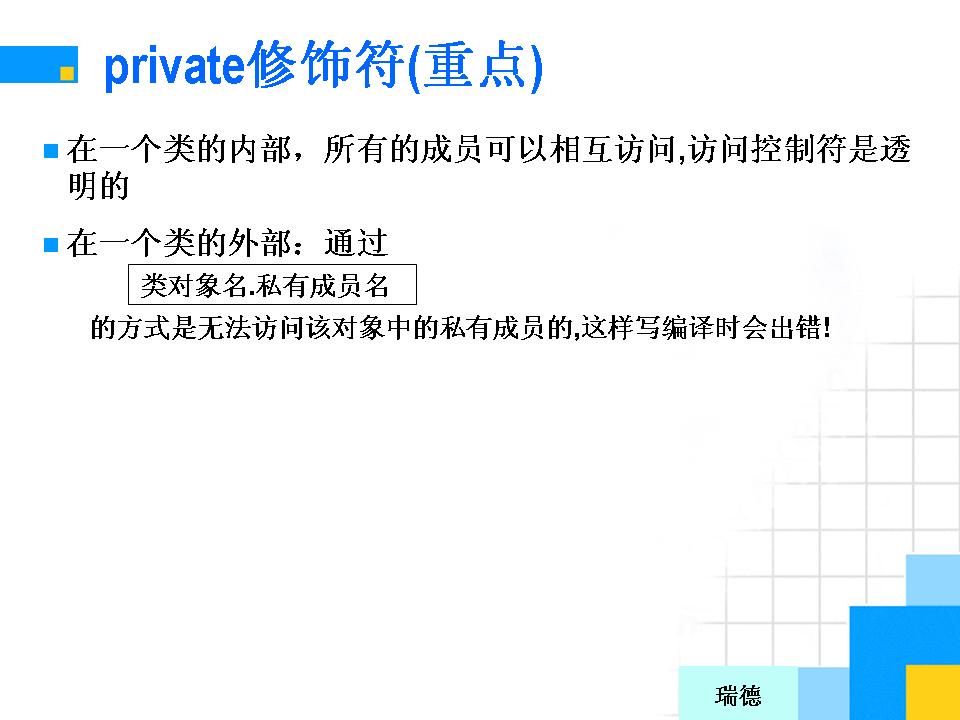 private修饰符(重点)
在一个类的内部，所有的成员可以相互访问,访问控制符是透
明的
在一个类的外部：通过
类对象名.私有成员名
的方式是无法访问该对象中的私有成员的,这样写编译时会出错!
瑞德